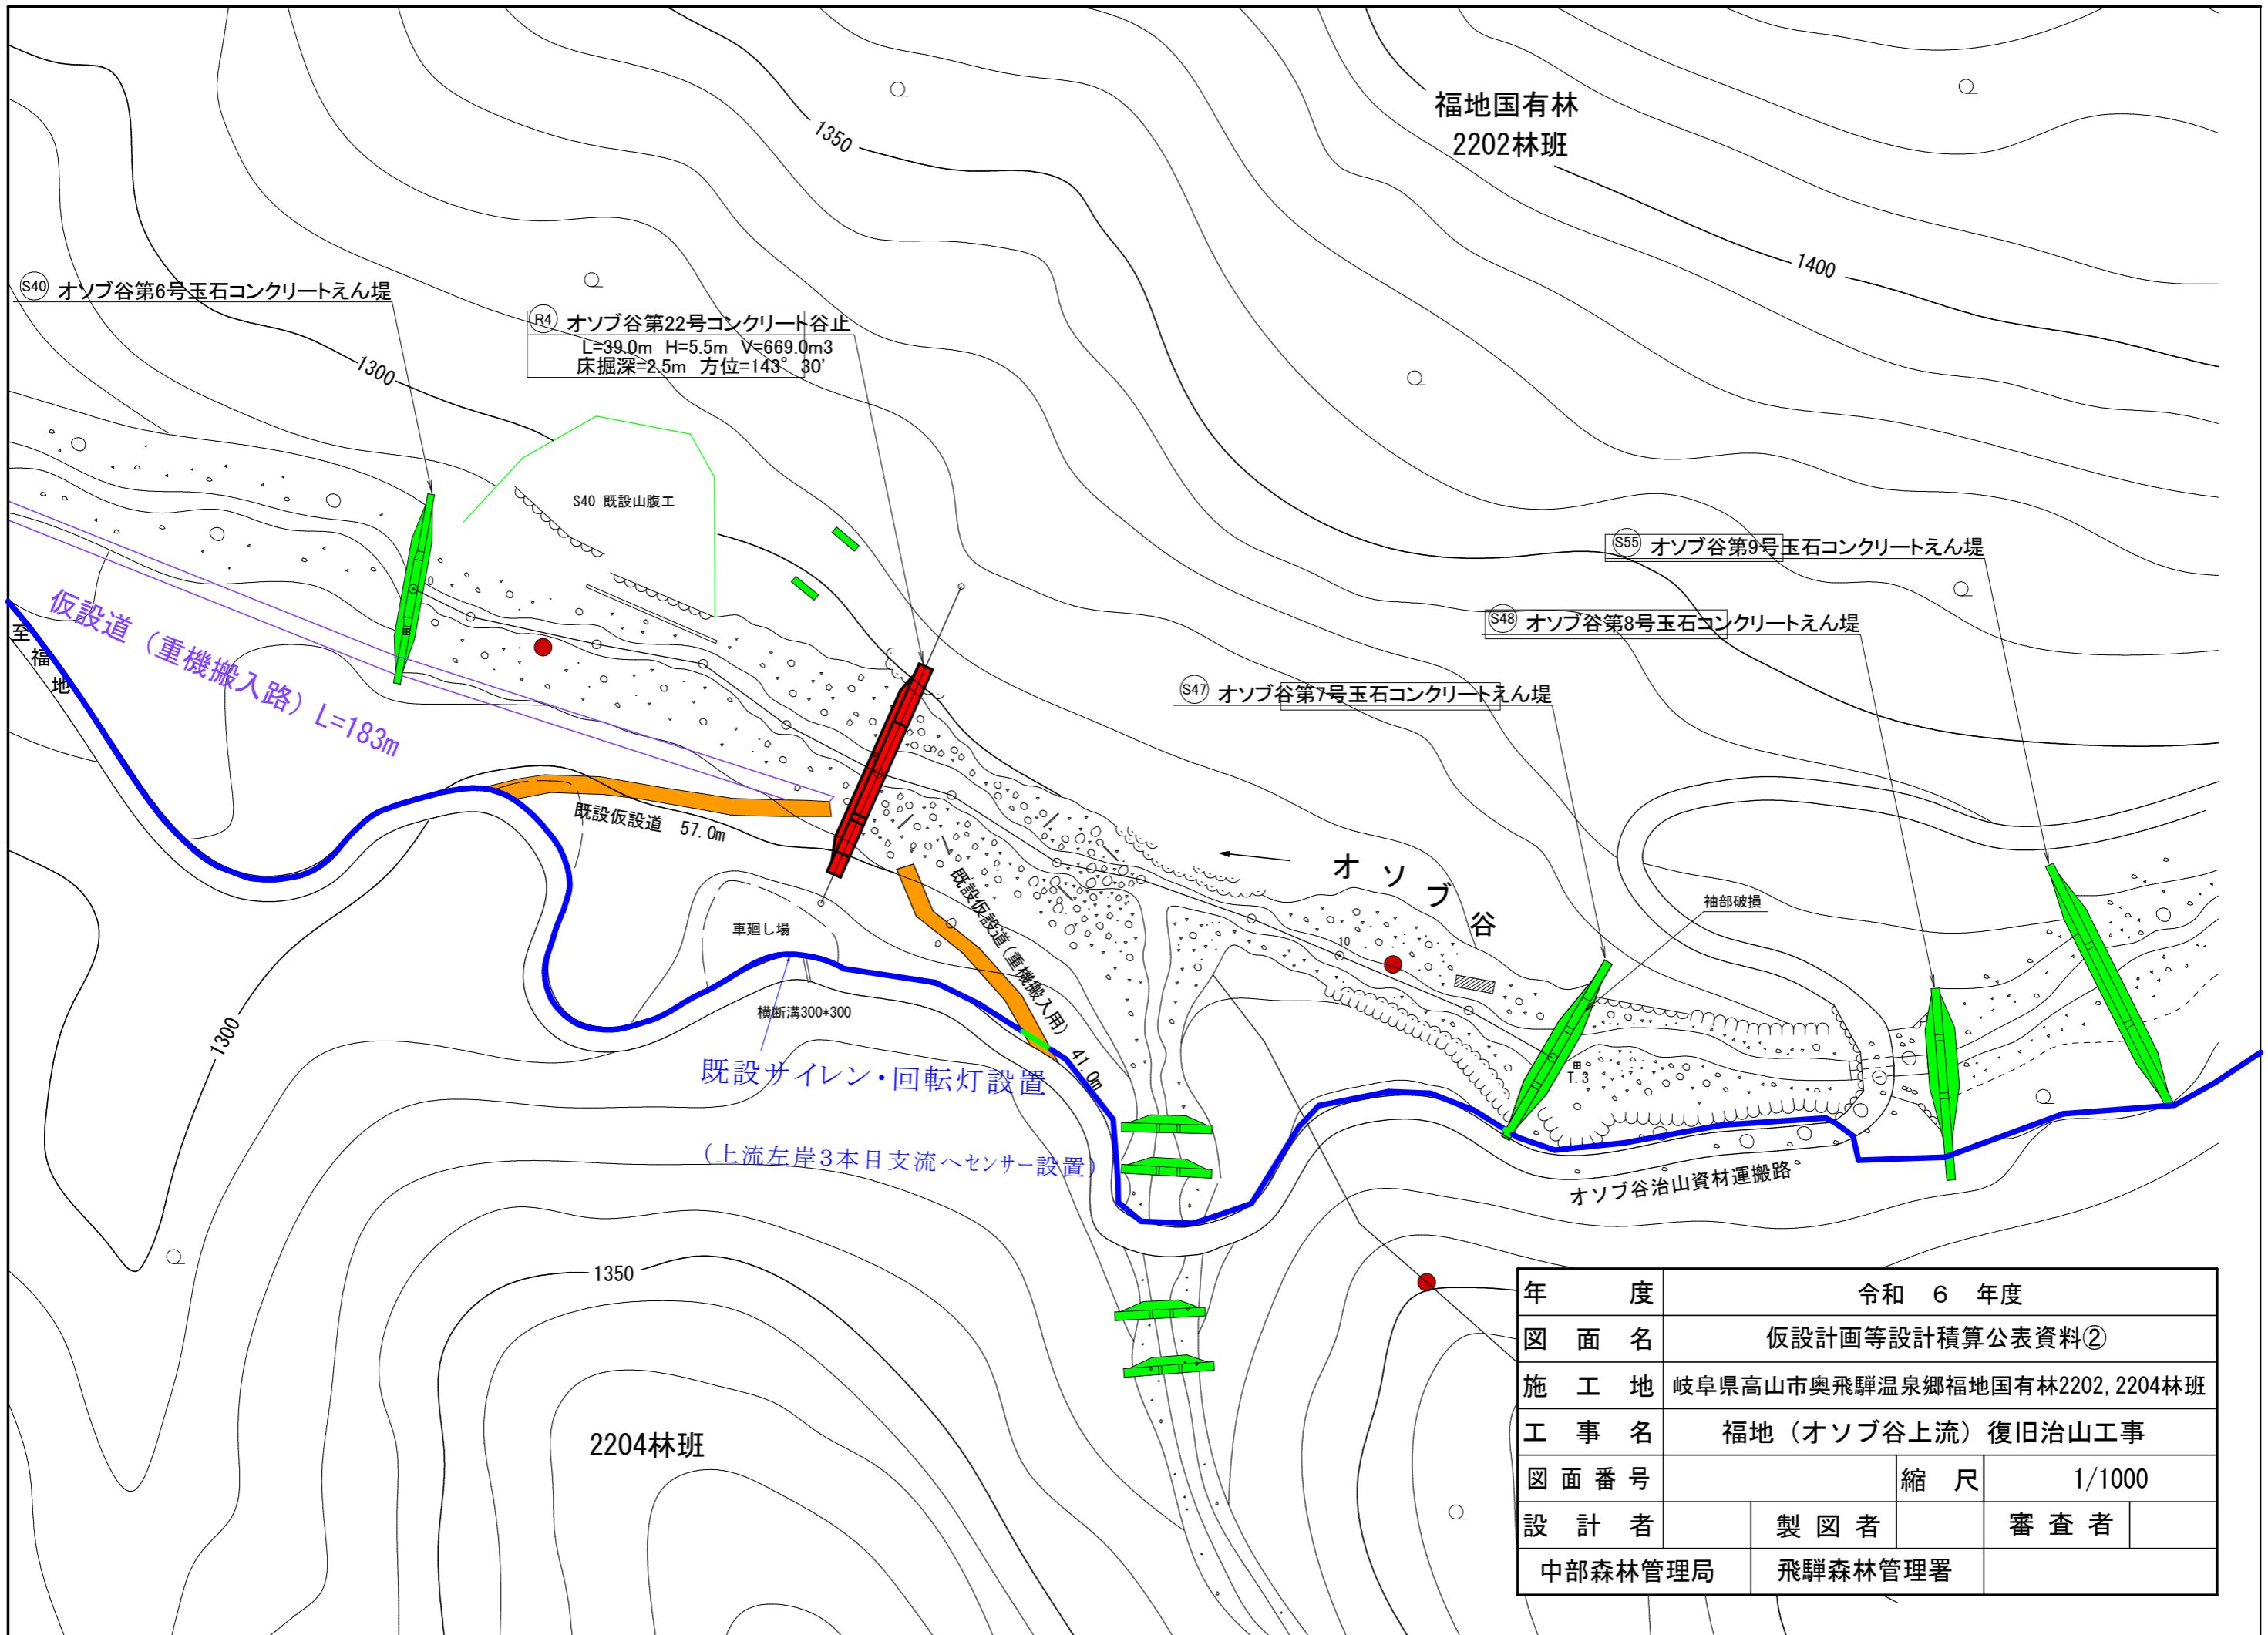 福地国有林
2202林班
1350
1400
S40 オソブ谷第6号玉石コンクリートえん堤
R4 オソブ谷第22号コンクリート谷止
L=39.0m H=5.5m V=669.0m3
床掘深=2.5m 方位=143° 30′
1300
S40 既設山腹工
S55 オソブ谷第9号玉石コンクリートえん堤
S48 オソブ谷第8号玉石コンクリートえん堤
S47 オソブ谷第7号玉石コンクリートえん堤
0
至福地
仮設道（重機搬入路）L=183m
既設仮設道 57.0m
既設仮設道(重機搬入用) 41.0m
オソブ谷
袖部破損
車廻し場
10
横断溝300*300
T.3
既設サイレン・回転灯設置
（上流左岸3本目支流へセンサー設置）
オソブ谷治山資材運搬路
1300
1350
2204林班
年度 令和 6 年度
図面名 仮設計画等設計積算公表資料②
施工地 岐阜県高山市奥飛騨温泉郷福地国有林2202,2204林班
工事名 福地（オソブ谷上流）復旧治山工事
図面番号 縮尺 1/1000
設計者 製図者 審査者
中部森林管理局 飛騨森林管理署